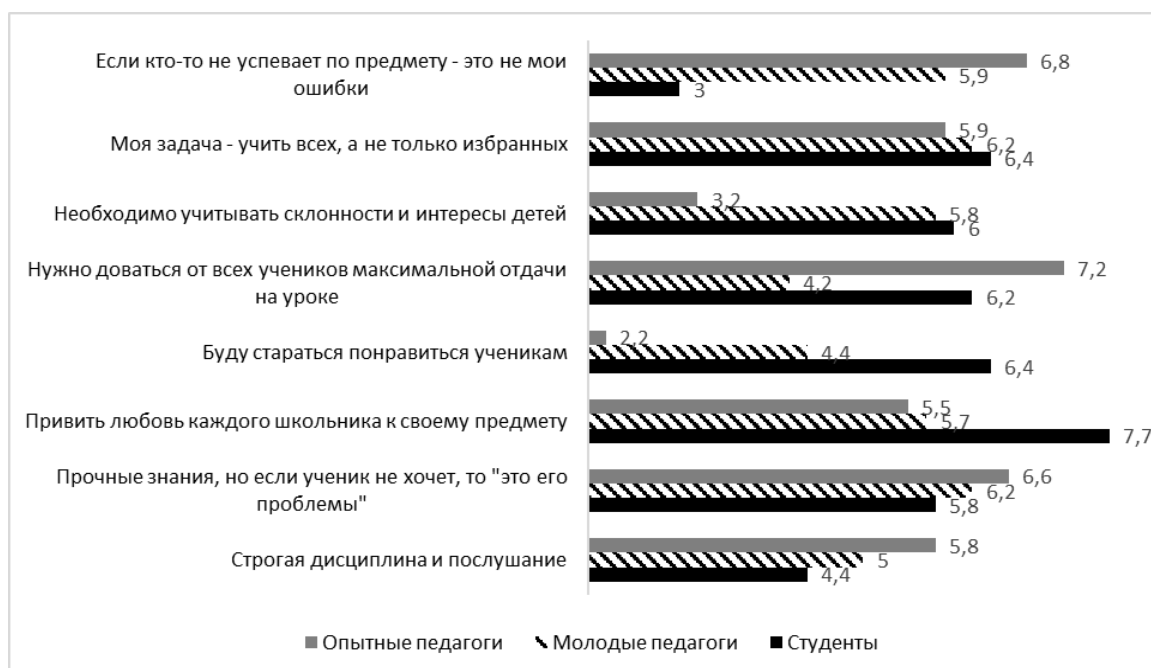 Если кто-то не успевает по предмету - это не мои
ошибки
6,8
5,9
3
Моя задача - учить всех, а не только избранных
5,9
6,2
6,4
Необходимо учитывать склонности и интересы детей
3,2
5,8
6
Нужно доваться от всех учеников максимальной отдачи
на уроке
7,2
4,2
6,2
Буду стараться понравиться ученикам
2,2
4,4
6,4
Привить любовь каждого школьника к своему предмету
5,5
5,7
7,7
Прочные знания, но если ученик не хочет, то "это его
проблемы"
6,6
6,2
5,8
Строгая дисциплина и послушание
5,8
5
4,4
Опытные педагоги Молодые педагоги Студенты